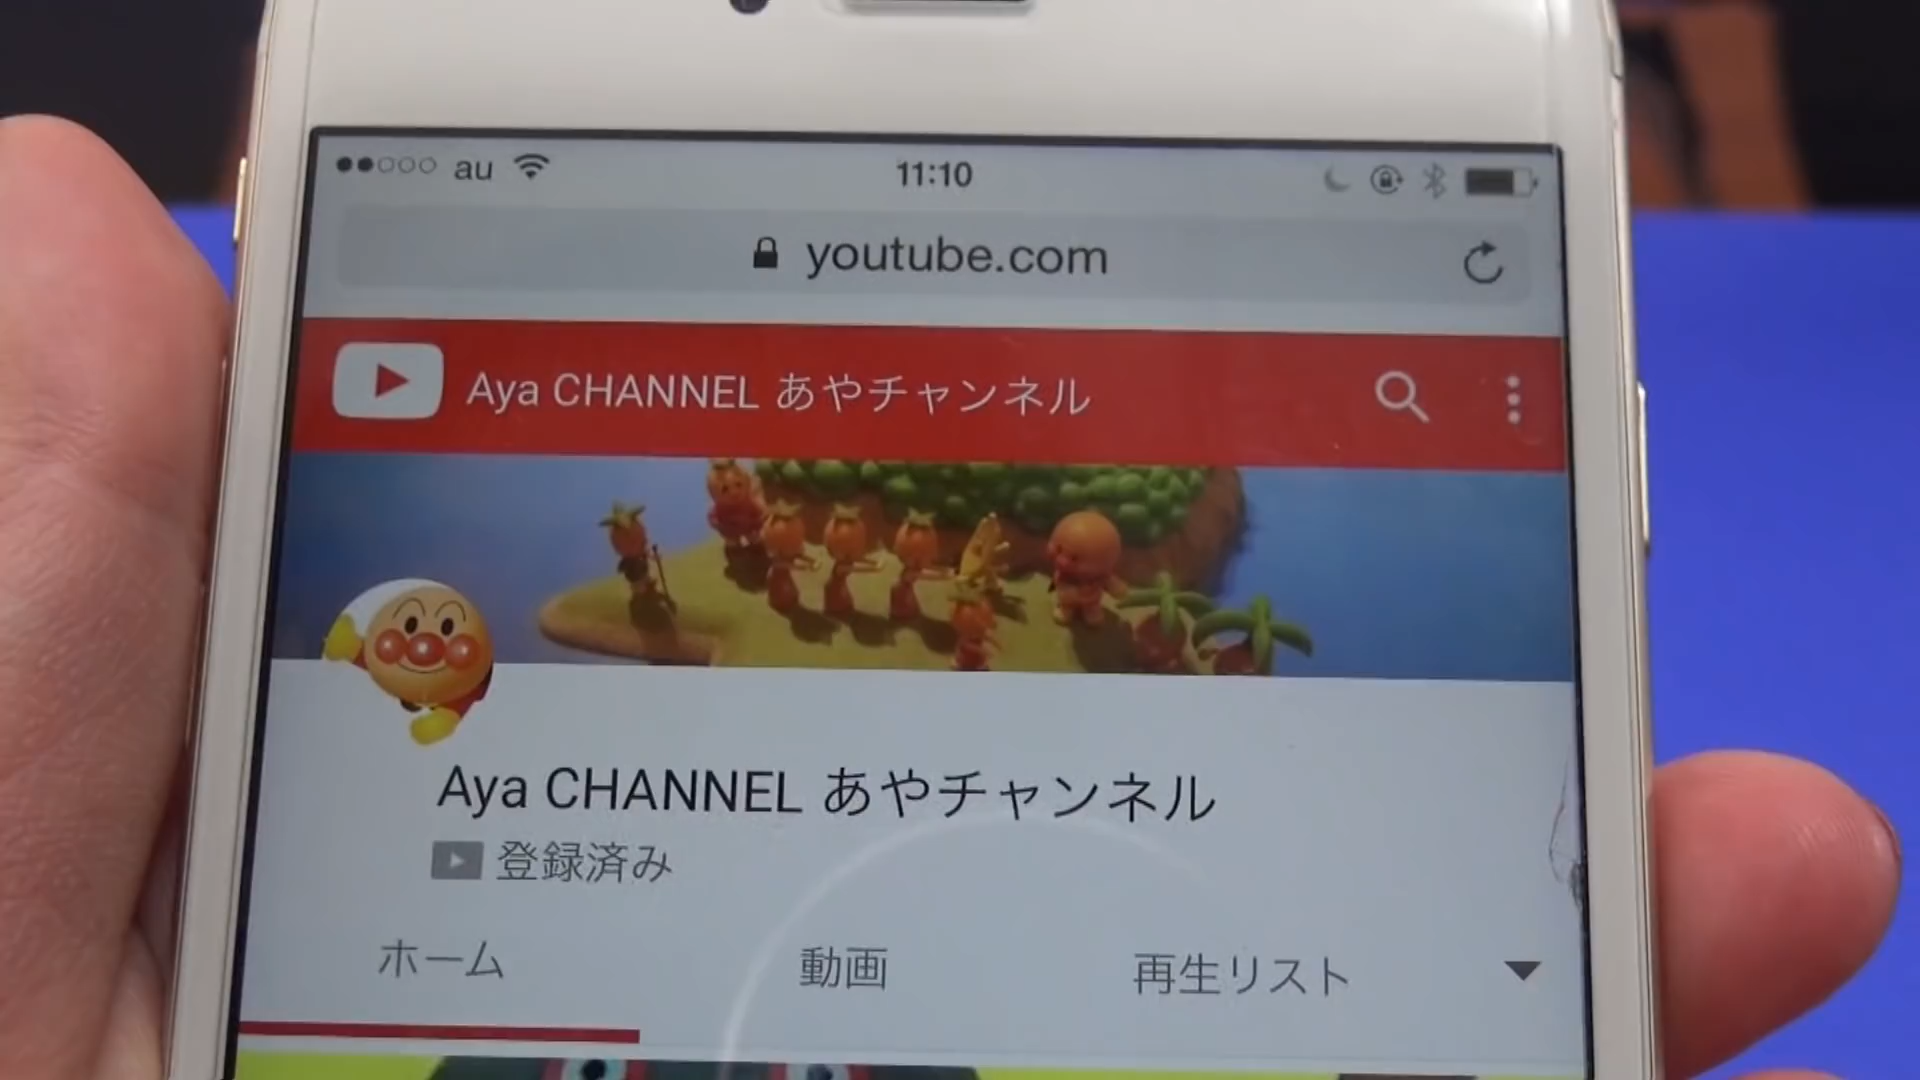 au 11:10
youtube.com
Aya CHANNEL あやチャンネル
Aya CHANNEL あやチャンネル
登録済み
ホーム 動画 再生リスト